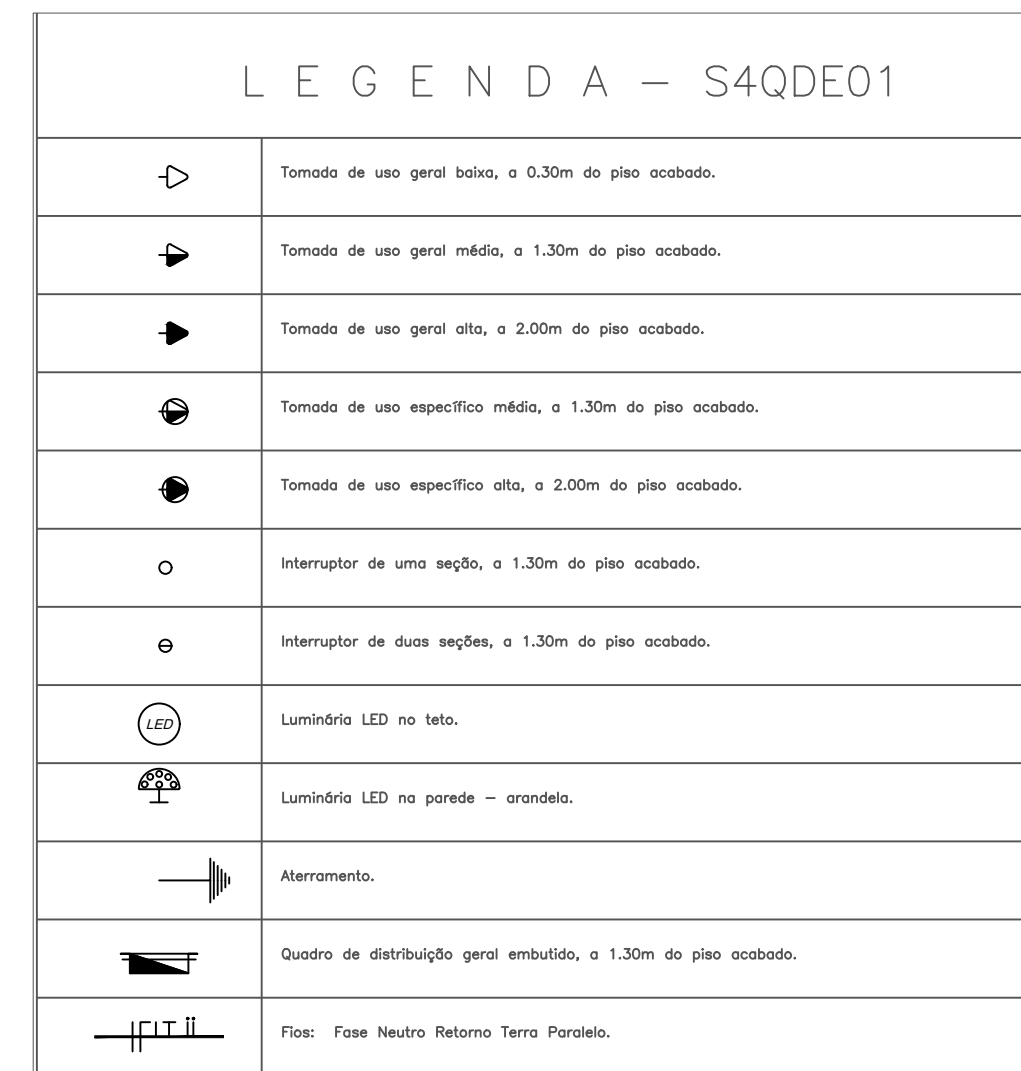 LEGENDA – S4QDE01
Tomada de uso geral baixa, a 0.30m do piso acabado.
Tomada de uso geral média, a 1.30m do piso acabado.
Tomada de uso geral alta, a 2.00m do piso acabado.
Tomada de uso específico média, a 1.30m do piso acabado.
Tomada de uso específico alta, a 2.00m do piso acabado.
Interruptor de uma seção, a 1.30m do piso acabado.
Interruptor de duas seções, a 1.30m do piso acabado.
LED
Luminária LED no teto.
Luminária LED na parede – arandela.
Aterramento.
Quadro de distribuição geral embutido, a 1.30m do piso acabado.
Fios: Fase Neutro Retorno Terra Paralelo.